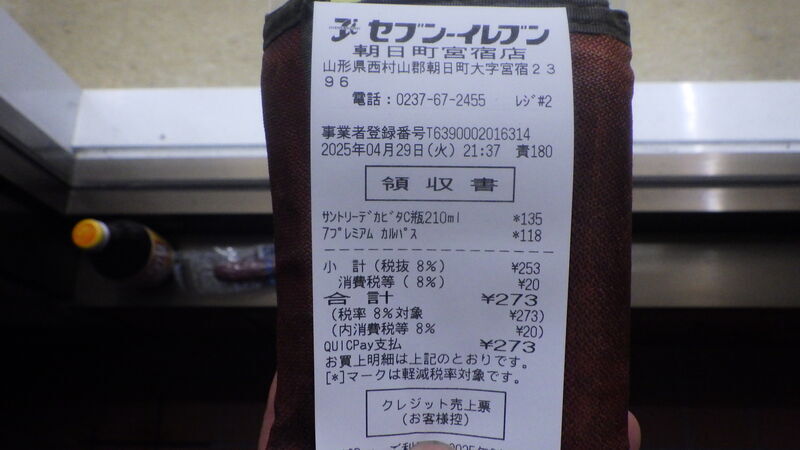 セブン-イレブン
朝日町宮宿店
山形県西村山郡朝日町大字宮宿23
96
電話:0237-67-2455 レジ#2
事業者登録番号T6390002016314
2025年04月29日(火) 21:37 責180
領収書
サントリーデカビタC瓶210ml *135
7プレミアム カルパス *118
小 計(税抜 8%) ¥253
消費税等( 8%) ¥20
合 計 ¥273
(税率 8%対象 ¥273)
(内消費税等 8% ¥20)
QUICPay支払 ¥273
お買上明細は上記のとおりです。
[*]マークは軽減税率対象です。
クレジット売上票
(お客様控)